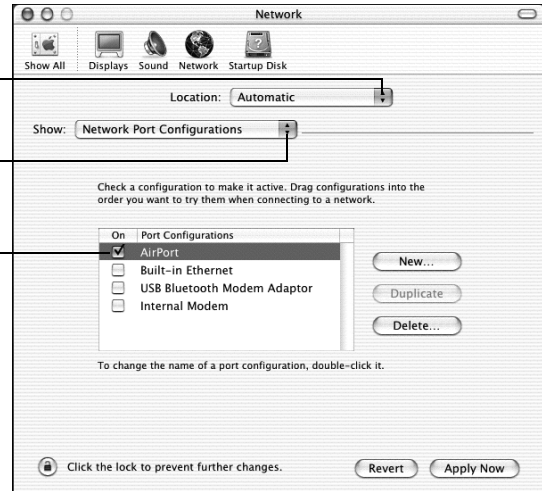 Network
Show All Displays Sound Network Startup Disk
Location: Automatic
Show: Network Port Configurations
Check a configuration to make it active. Drag configurations into the
order you want to try them when connecting to a network.
On Port Configurations
AirPort
Built-in Ethernet
USB Bluetooth Modem Adaptor
Internal Modem
New...
Duplicate
Delete...
To change the name of a port configuration, double-click it.
Click the lock to prevent further changes.
Revert Apply Now